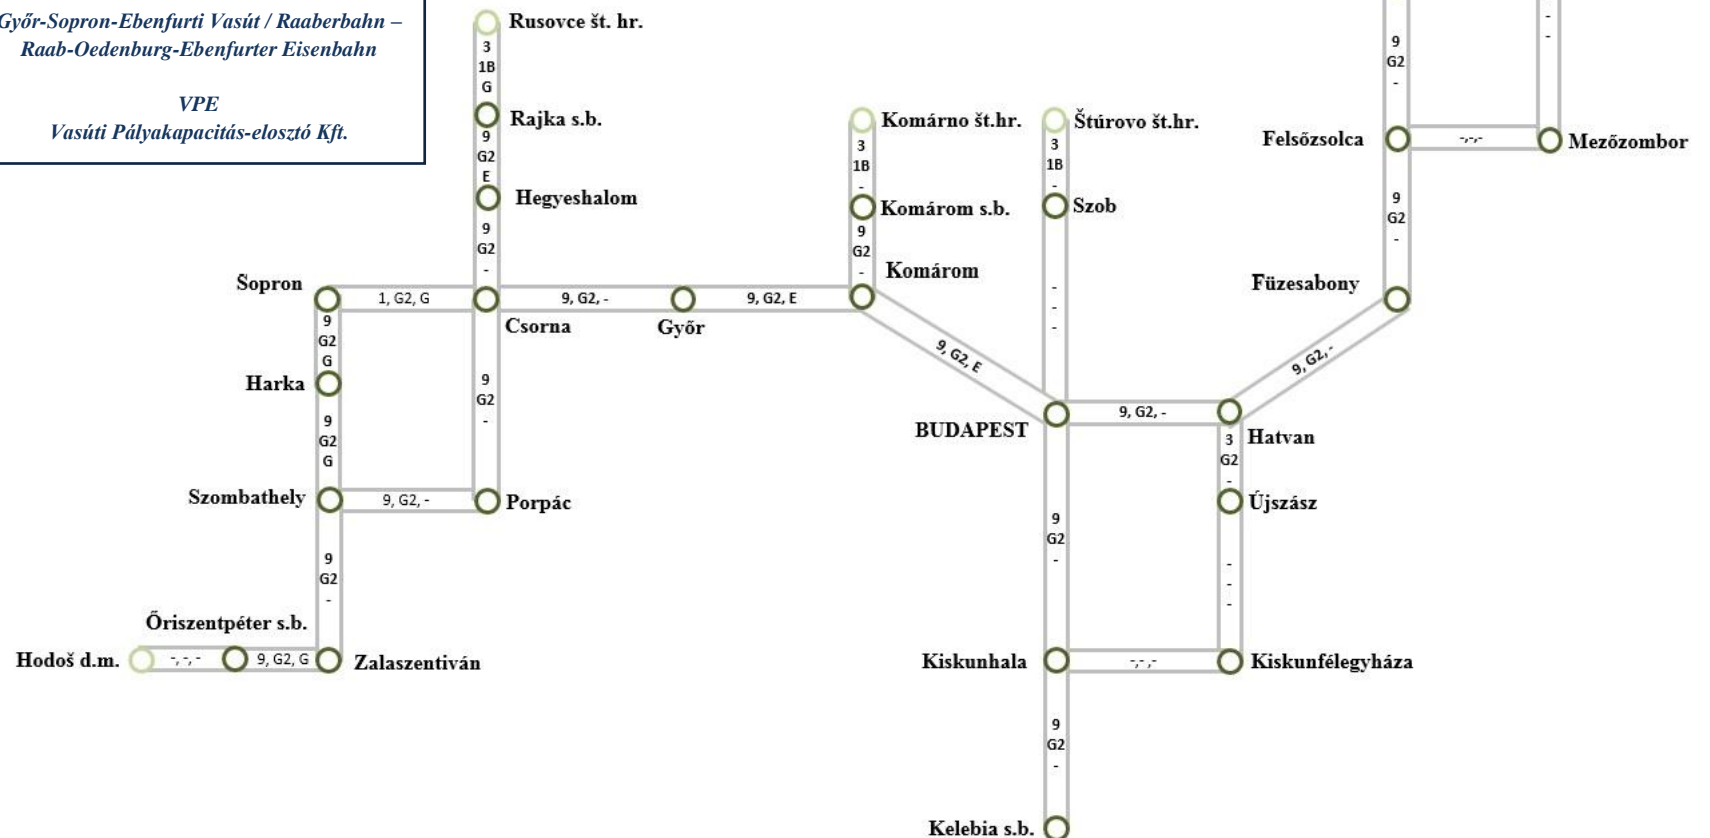 Győr-Sopron-Ebenfurti Vasút / Raaberbahn –
Raab-Oedenburg-Ebenfurter Eisenbahn
VPE
Vasúti Pályakapacitás-elosztó Kft.
Rusovce št. hr.
3
1B
G
Rajka s.b.
9
G2
E
Hegyeshalom
9
G2
-
Sopron
1, G2, G
Csorna
9, G2, -
Győr
9, G2, E
Komárno št.hr.
3
1B
-
Komárom s.b.
9
G2
-
Komárom
9, G2, E
Štúrovo št.hr.
3
1B
-
Szob
-
-
-
BUDAPEST
9, G2, -
Hatvan
9, G2, -
Füzesabony
9
G2
-
Felsőzsolca
-,-,-
Mezőzombor
9
G2
-
-
-
9
G2
G
Harka
9
G2
G
Szombathely
9, G2, -
Porpác
9
G2
-
9
G2
-
Őriszentpéter s.b.
Hodoš d.m.
-,-,-
9, G2, G
Zalaszentiván
3
G2
-
Újszász
-
-
-
9
G2
-
Kiskunhala
-,-,-
Kiskunfélegyháza
9
G2
-
Kelebia s.b.